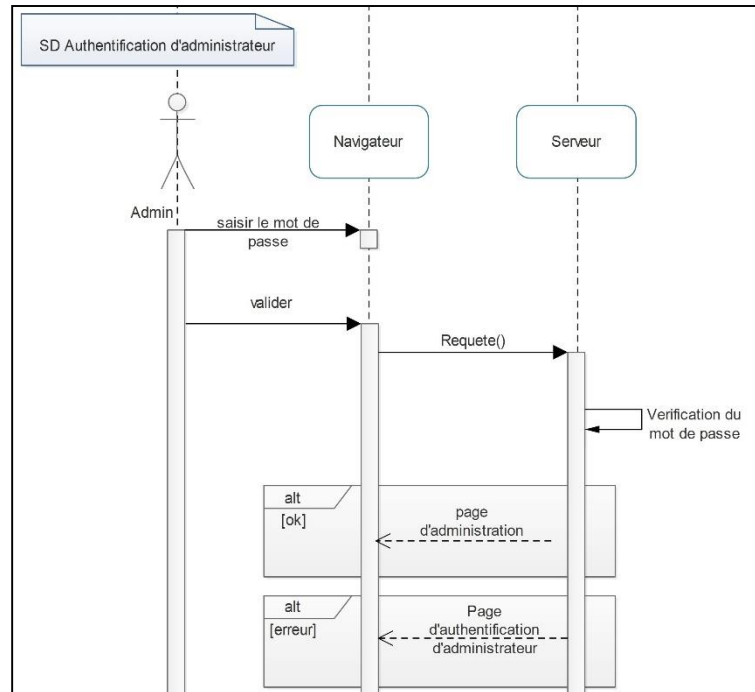 SD Authentification d'administrateur
Navigateur
Serveur
Admin
saisir le mot de
passe
valider
Requete()
Verification du
mot de passe
alt
[ok]
page
d'administration
alt
[erreur]
Page
d'authentification
d'administrateur